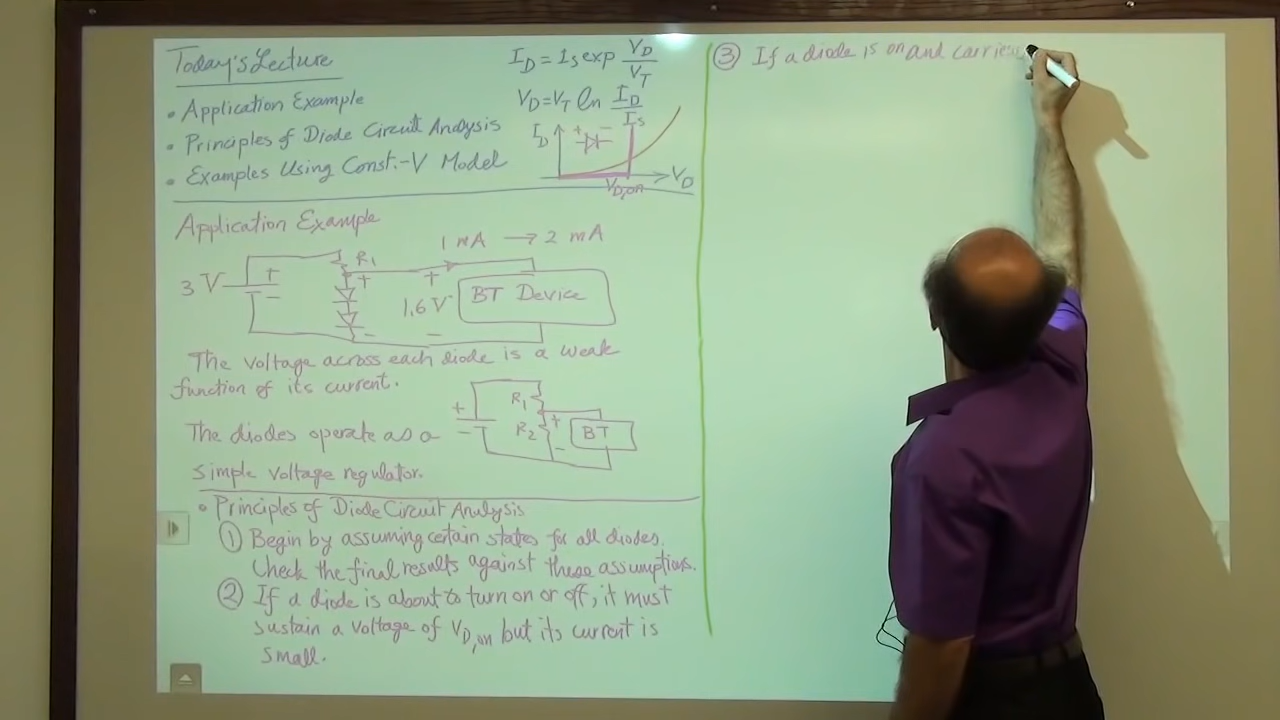 Today's Lecture
• Application Example
• Principles of Diode Circuit Analysis
• Examples Using Const.-V Model
I_D = I_S exp V_D/V_T
V_D = V_T ln I_D/I_S
I_D
+ −
V_D
V_D,on
Application Example
1 mA → 2 mA
3 V
+
−
R1
+
−
+
1.6 V
−
BT Device
The voltage across each diode is a weak
function of its current.
The diodes operate as a
simple voltage regulator.
+
−
R1
R2
+
−
BT
• Principles of Diode Circuit Analysis
① Begin by assuming certain states for all diodes.
Check the final results against these assumptions.
② If a diode is about to turn on or off, it must
sustain a voltage of V_D,on but its current is
small.
③ If a diode is on and carries